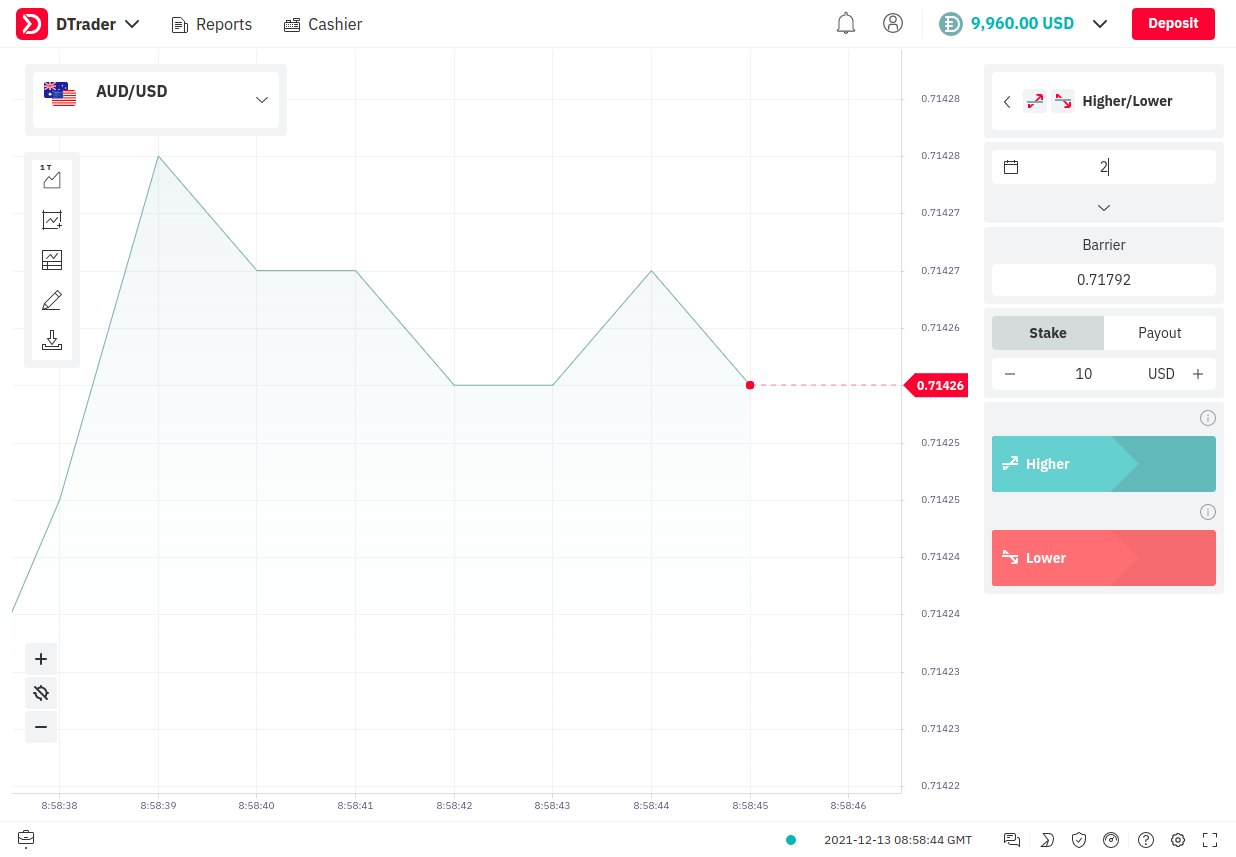 DTrader
Reports
Cashier
9,960.00 USD
Deposit
AUD/USD
1 T
0.71428
0.71428
0.71427
0.71427
0.71426
0.71426
0.71425
0.71425
0.71424
0.71424
0.71423
0.71423
0.71422
8:58:38
8:58:39
8:58:40
8:58:41
8:58:42
8:58:43
8:58:44
8:58:45
8:58:46
Higher/Lower
2
Barrier
0.71792
Stake
Payout
10
USD
Higher
Lower
2021-12-13 08:58:44 GMT